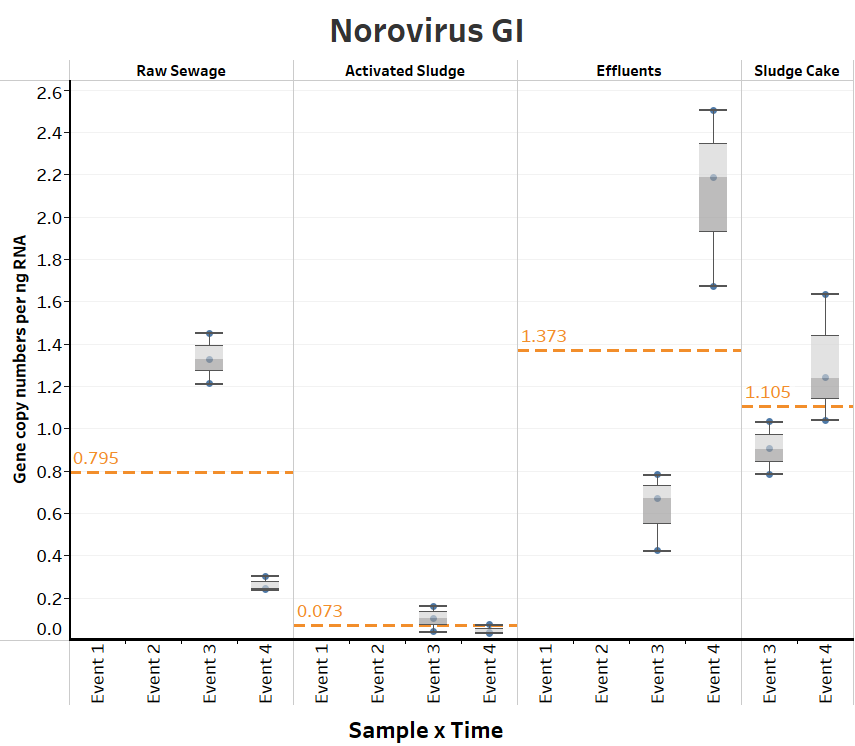 Norovirus GI
Raw Sewage
Activated Sludge
Effluents
Sludge Cake
Gene copy numbers per ng RNA
2.6
2.4
2.2
2.0
1.8
1.6
1.4
1.2
1.0
0.8
0.6
0.4
0.2
0.0
0.795
0.073
1.373
1.105
Event 1
Event 2
Event 3
Event 4
Event 1
Event 2
Event 3
Event 4
Event 1
Event 2
Event 3
Event 4
Event 3
Event 4
Sample x Time